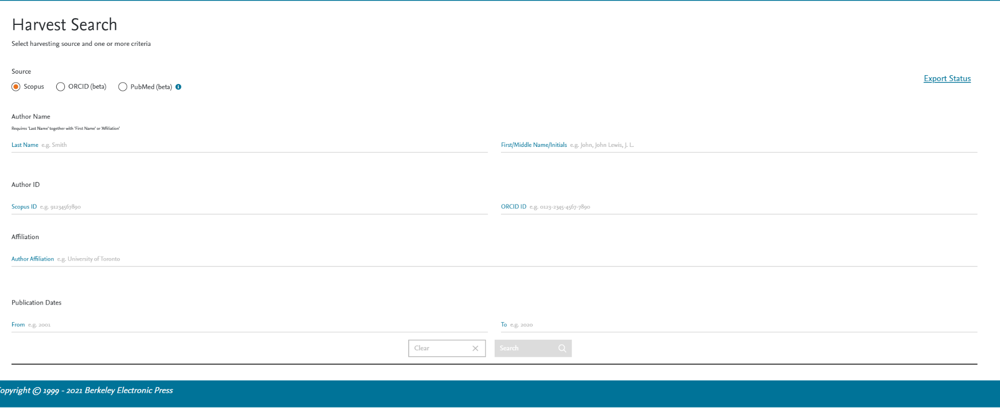 Harvest Search
Select harvesting source and one or more criteria
Source
Scopus ORCID (beta) PubMed (beta) i
Export Status
Author Name
Requires 'Last Name' together with 'First Name' or 'Affiliation'
Last Name e.g. Smith
First/Middle Name/Initials e.g. John, John Lewis, J. L.
Author ID
Scopus ID e.g. 91234567890
ORCID ID e.g. 0123-2345-4567-7890
Affiliation
Author Affiliation e.g. University of Toronto
Publication Dates
From e.g. 2001
To e.g. 2020
Clear
Search
opyright © 1999 - 2021 Berkeley Electronic Press